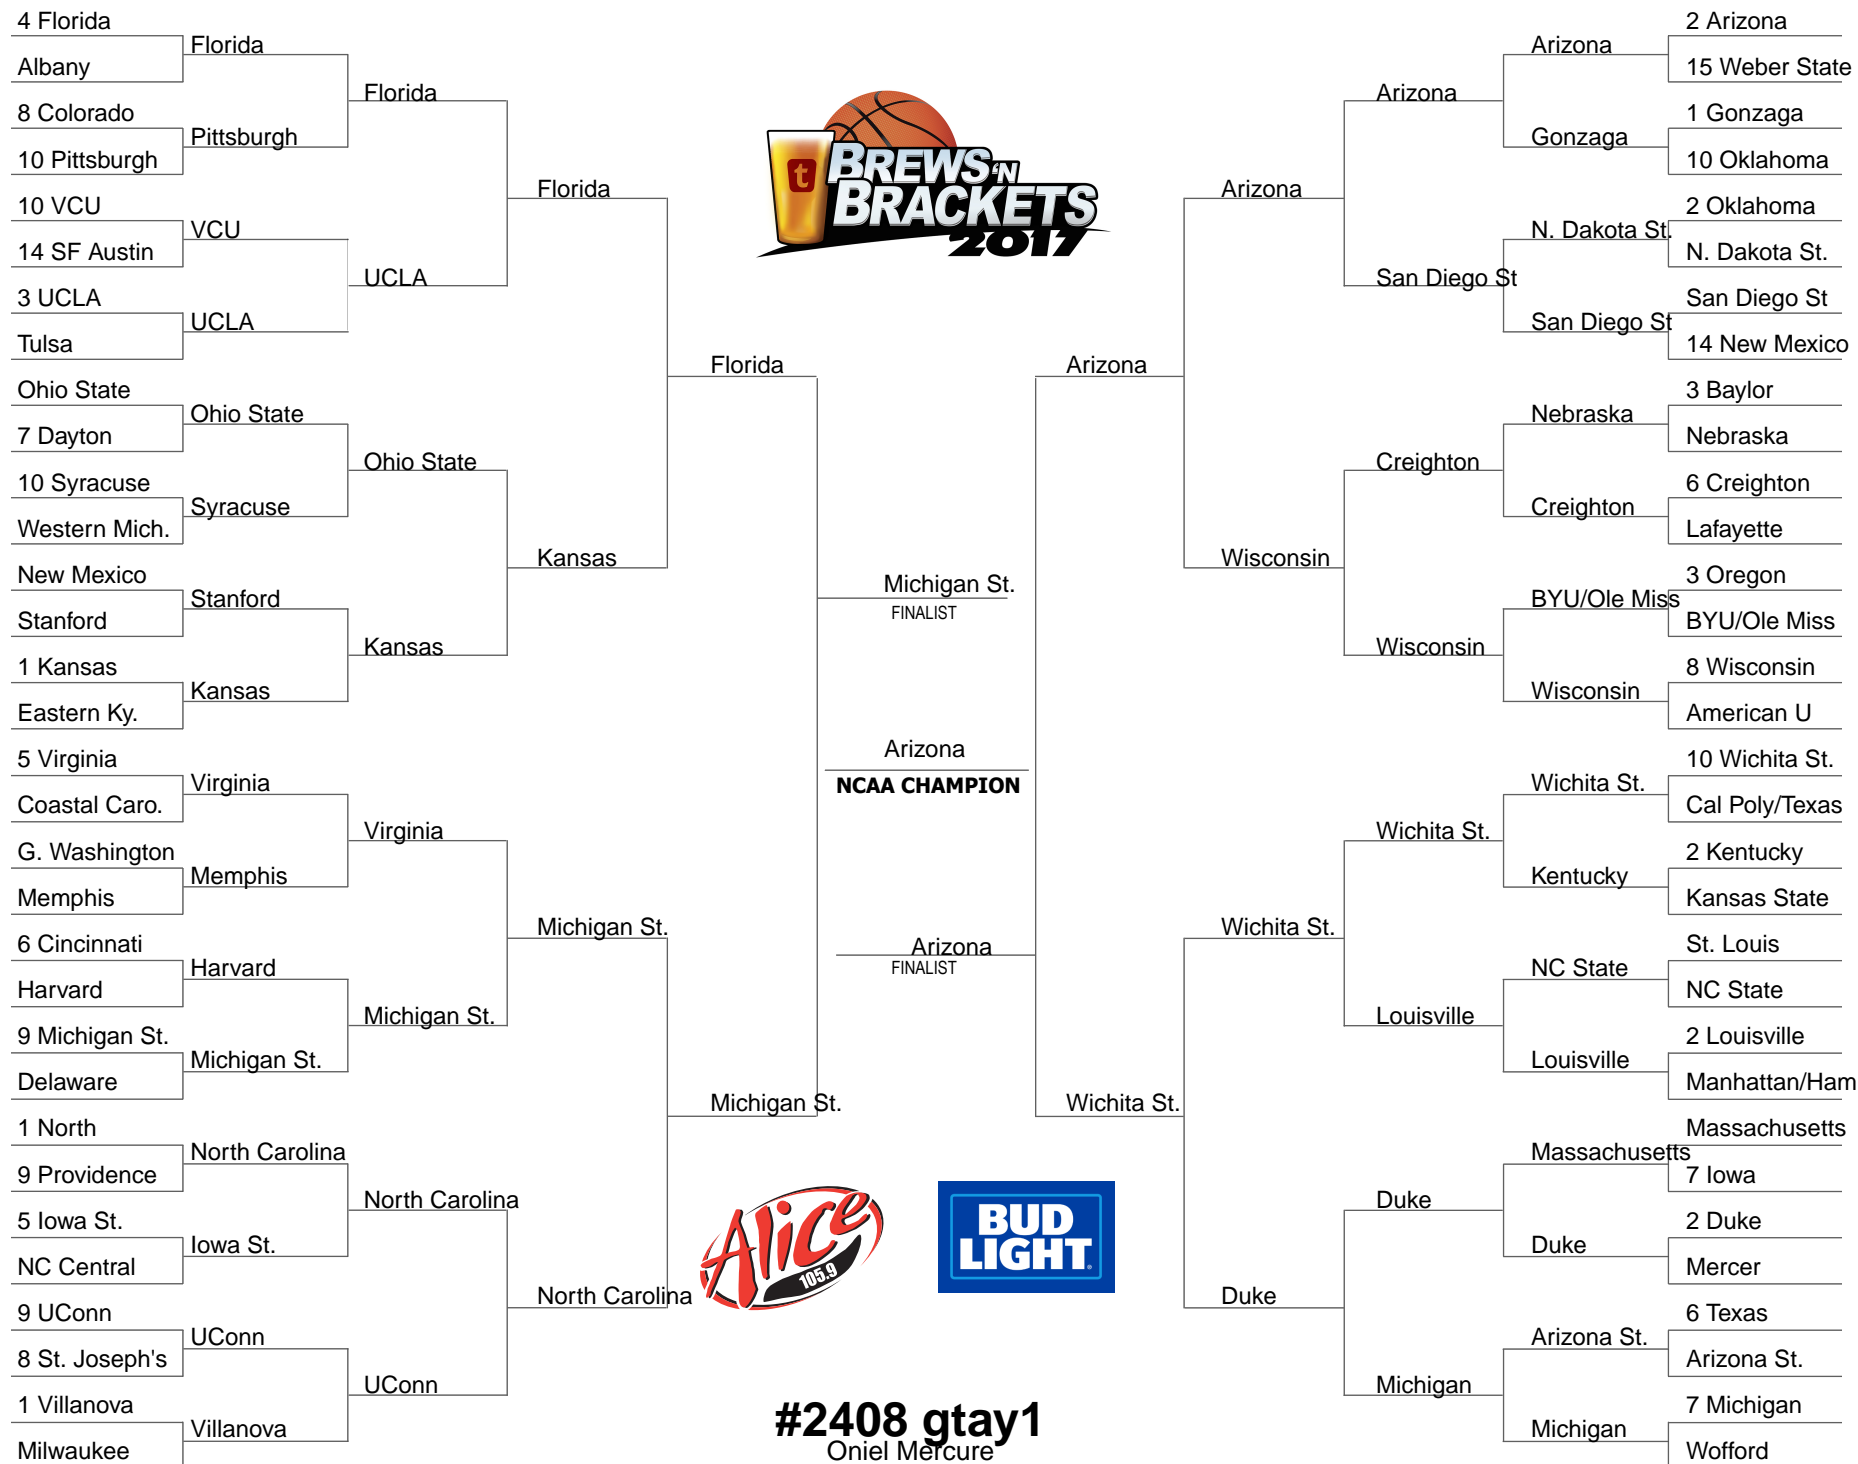 4 Florida
Albany
8 Colorado
10 Pittsburgh
10 VCU
14 SF Austin
3 UCLA
Tulsa
Ohio State
7 Dayton
10 Syracuse
Western Mich.
New Mexico
Stanford
1 Kansas
Eastern Ky.
5 Virginia
Coastal Caro.
G. Washington
Memphis
6 Cincinnati
Harvard
9 Michigan St.
Delaware
1 North
9 Providence
5 Iowa St.
NC Central
9 UConn
8 St. Joseph's
1 Villanova
Milwaukee
Florida
Pittsburgh
VCU
UCLA
Ohio State
Syracuse
Stanford
Kansas
Virginia
Memphis
Harvard
Michigan St.
North Carolina
Iowa St.
UConn
Villanova
Florida
UCLA
Ohio State
Kansas
Virginia
Michigan St.
North Carolina
UConn
Florida
Kansas
Michigan St.
North Carolina
Florida
Michigan St.
t
BREWS 'N
BRACKETS
2017
Michigan St.
FINALIST
Arizona
NCAA CHAMPION
Arizona
FINALIST
Alice
105.9
BUD
LIGHT
#2408 gtay1
Oniel Mercure
Arizona
Wichita St.
Arizona
Wisconsin
Wichita St.
Duke
Arizona
San Diego St
Creighton
Wisconsin
Wichita St.
Louisville
Duke
Michigan
Arizona
Gonzaga
N. Dakota St.
San Diego St
Nebraska
Creighton
BYU/Ole Miss
Wisconsin
Wichita St.
Kentucky
NC State
Louisville
Massachusetts
Duke
Arizona St.
Michigan
2 Arizona
15 Weber State
1 Gonzaga
10 Oklahoma
2 Oklahoma
N. Dakota St.
San Diego St
14 New Mexico
3 Baylor
Nebraska
6 Creighton
Lafayette
3 Oregon
BYU/Ole Miss
8 Wisconsin
American U
10 Wichita St.
Cal Poly/Texas
2 Kentucky
Kansas State
St. Louis
NC State
2 Louisville
Manhattan/Ham
Massachusetts
7 Iowa
2 Duke
Mercer
6 Texas
Arizona St.
7 Michigan
Wofford